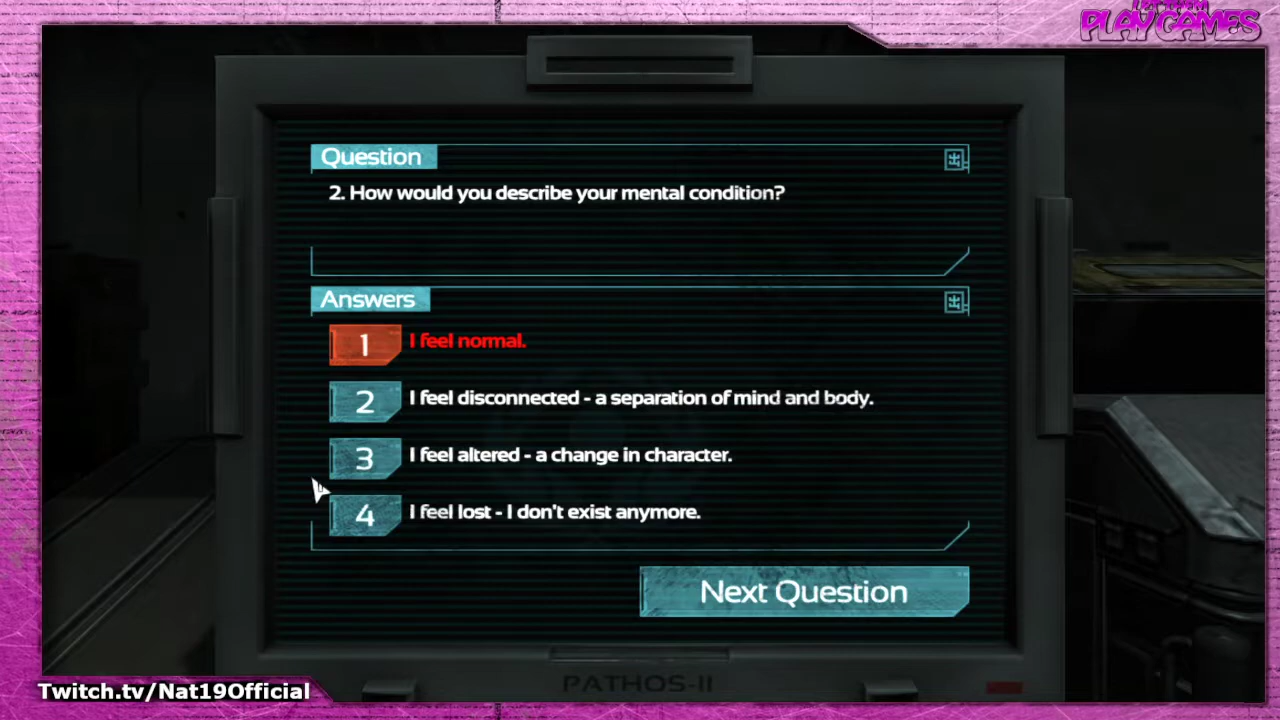 PLAY GAMES
Question
2. How would you describe your mental condition?
Answers
1 I feel normal.
2 I feel disconnected - a separation of mind and body.
3 I feel altered - a change in character.
4 I feel lost - I don't exist anymore.
Next Question
PATHOS-II
Twitch.tv/Nat19Official